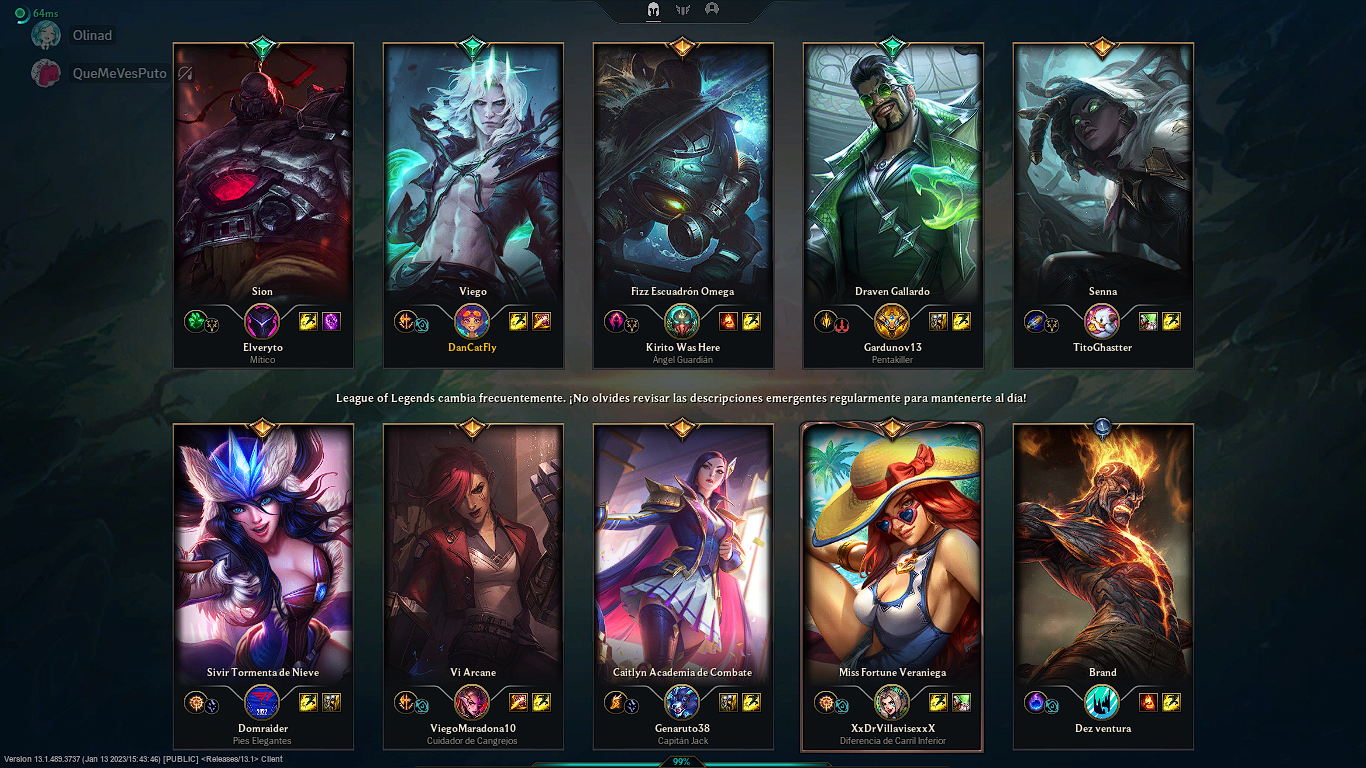 64ms
Olinad
QueMeVesPuto
Sion
Elveryto
Mítico
Viego
DanCatFly
Fizz Escuadrón Omega
Kirito Was Here
Ángel Guardián
Draven Gallardo
Gardunov13
Pentakiller
Senna
TitoGhastter
League of Legends cambia frecuentemente. ¡No olvides revisar las descripciones emergentes regularmente para mantenerte al día!
Sivir Tormenta de Nieve
Domraider
Pies Elegantes
Vi Arcane
ViegoMaradona10
Cuidador de Cangrejos
Caitlyn Academia de Combate
Genaruto38
Capitán Jack
Miss Fortune Veraniega
XxDrVillavisexxX
Diferencia de Carril Inferior
Brand
Dez ventura
Version 13.1.489.3737 (Jan 13 2023/15:43:46) [PUBLIC] <Releases/13.1> Client
99%